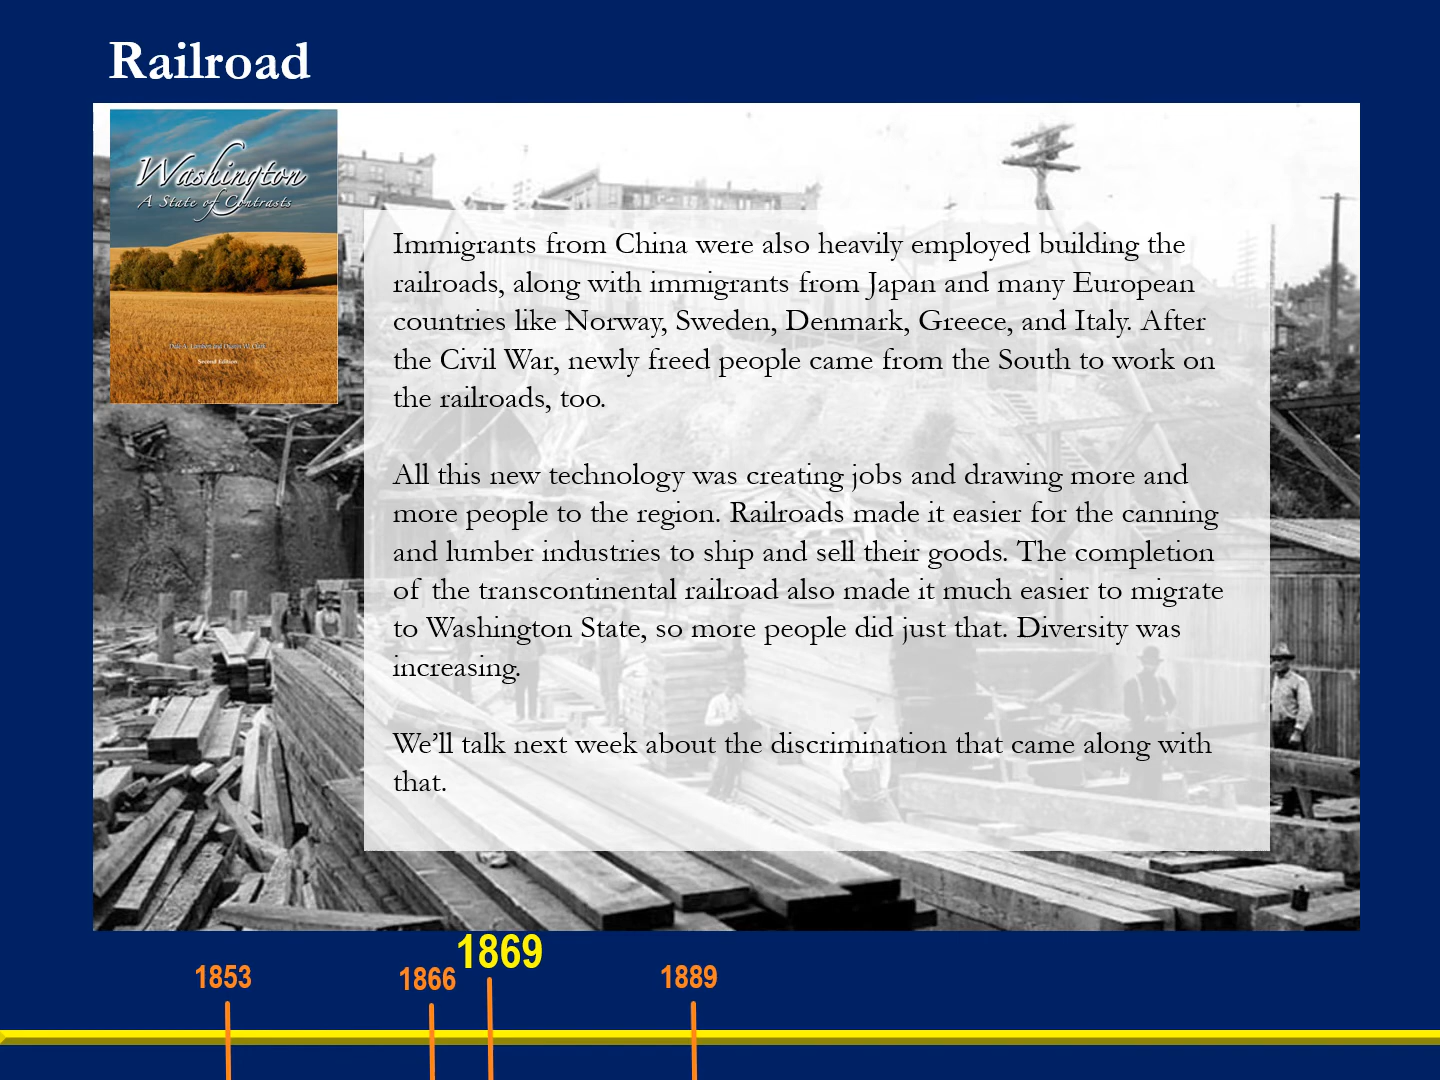 Railroad
Washington
A State of Contrasts
Second Edition
Immigrants from China were also heavily employed building the
railroads, along with immigrants from Japan and many European
countries like Norway, Sweden, Denmark, Greece, and Italy. After
the Civil War, newly freed people came from the South to work on
the railroads, too.
All this new technology was creating jobs and drawing more and
more people to the region. Railroads made it easier for the canning
and lumber industries to ship and sell their goods. The completion
of the transcontinental railroad also made it much easier to migrate
to Washington State, so more people did just that. Diversity was
increasing.
We’ll talk next week about the discrimination that came along with
that.
1853
1866
1869
1889